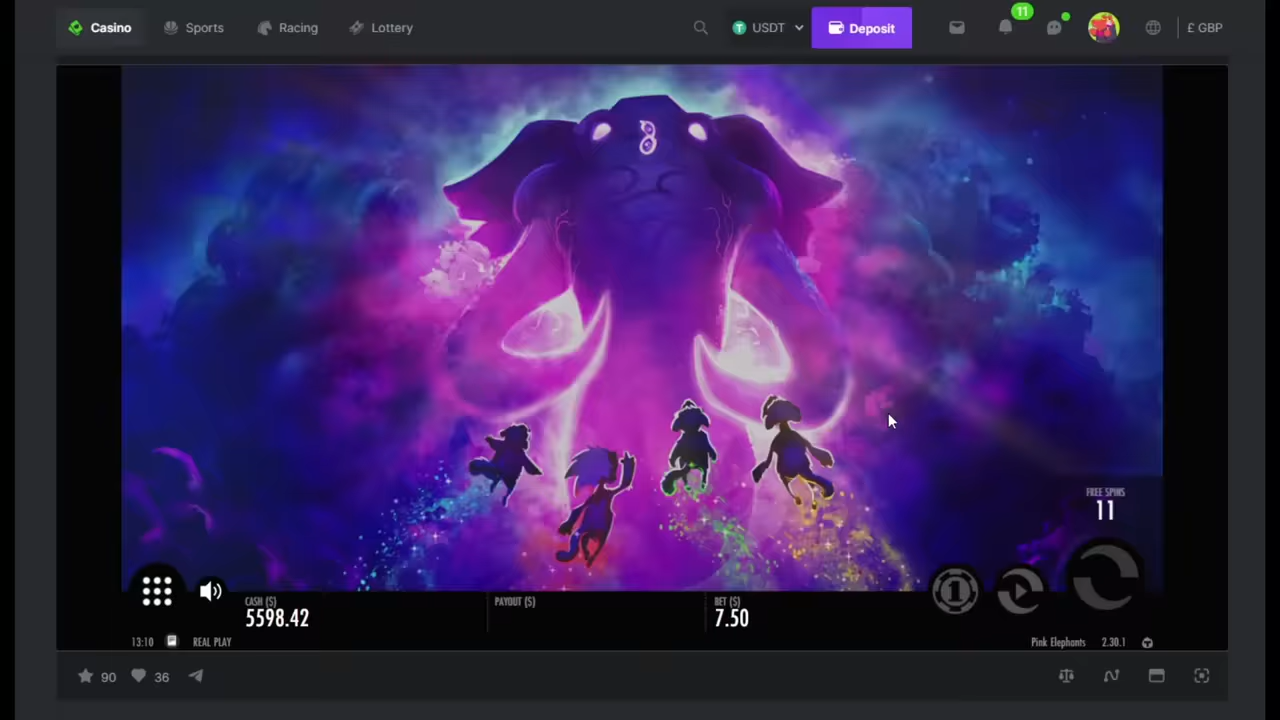 Casino Sports Racing Lottery USDT Deposit 11 £ GBP
FREE SPINS
11
CASH ($) PAYOUT ($) BET ($)
5598.42 7.50
1
13:10 REAL PLAY Pink Elephants 2.30.1
90 36